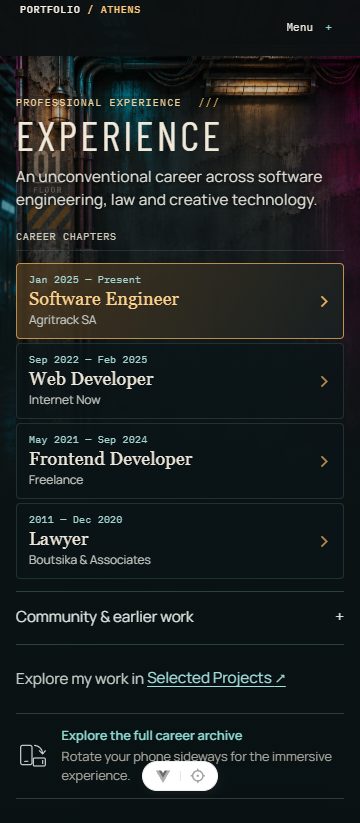 PORTFOLIO / ATHENS
Menu +
PROFESSIONAL EXPERIENCE ///
EXPERIENCE
01
FLOOR
An unconventional career across software
engineering, law and creative technology.
CAREER CHAPTERS
Jan 2025 — Present
Software Engineer
Agritrack SA
Sep 2022 — Feb 2025
Web Developer
Internet Now
May 2021 — Sep 2024
Frontend Developer
Freelance
2011 — Dec 2020
Lawyer
Boutsika & Associates
Community & earlier work +
Explore my work in Selected Projects ↗
Explore the full career archive
Rotate your phone sideways for the immersive
experience.